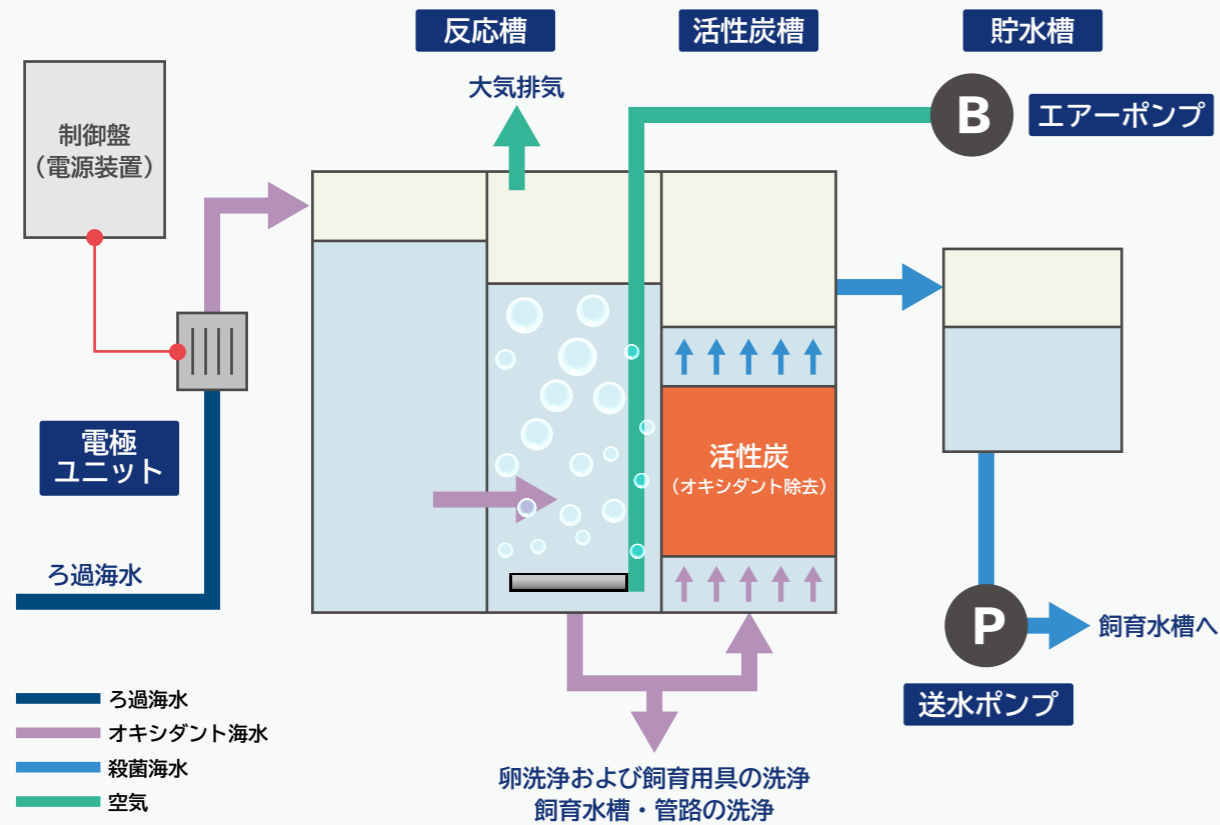 反応槽
活性炭槽
貯水槽
大気排気
B
エアーポンプ
制御盤
（電源装置）
電極
ユニット
活性炭
（オキシダント除去）
ろ過海水
P
飼育水槽へ
送水ポンプ
ろ過海水
オキシダント海水
殺菌海水
空気
卵洗浄および飼育用具の洗浄
飼育水槽・管路の洗浄